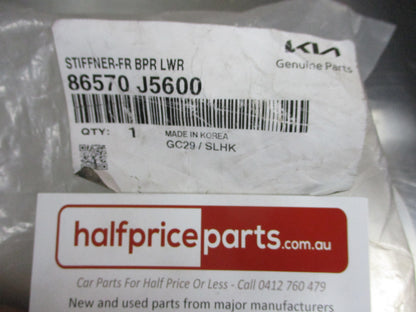 STIFFNER-FR BPR LWR
KIA
Genuine Parts
86570 J5600
QTY: 1
MADE IN KOREA
GC29 / SLHK
halfpriceparts.com.au
Car Parts For Half Price Or Less - Call 0412 760 479
New and used parts from major manufacturers